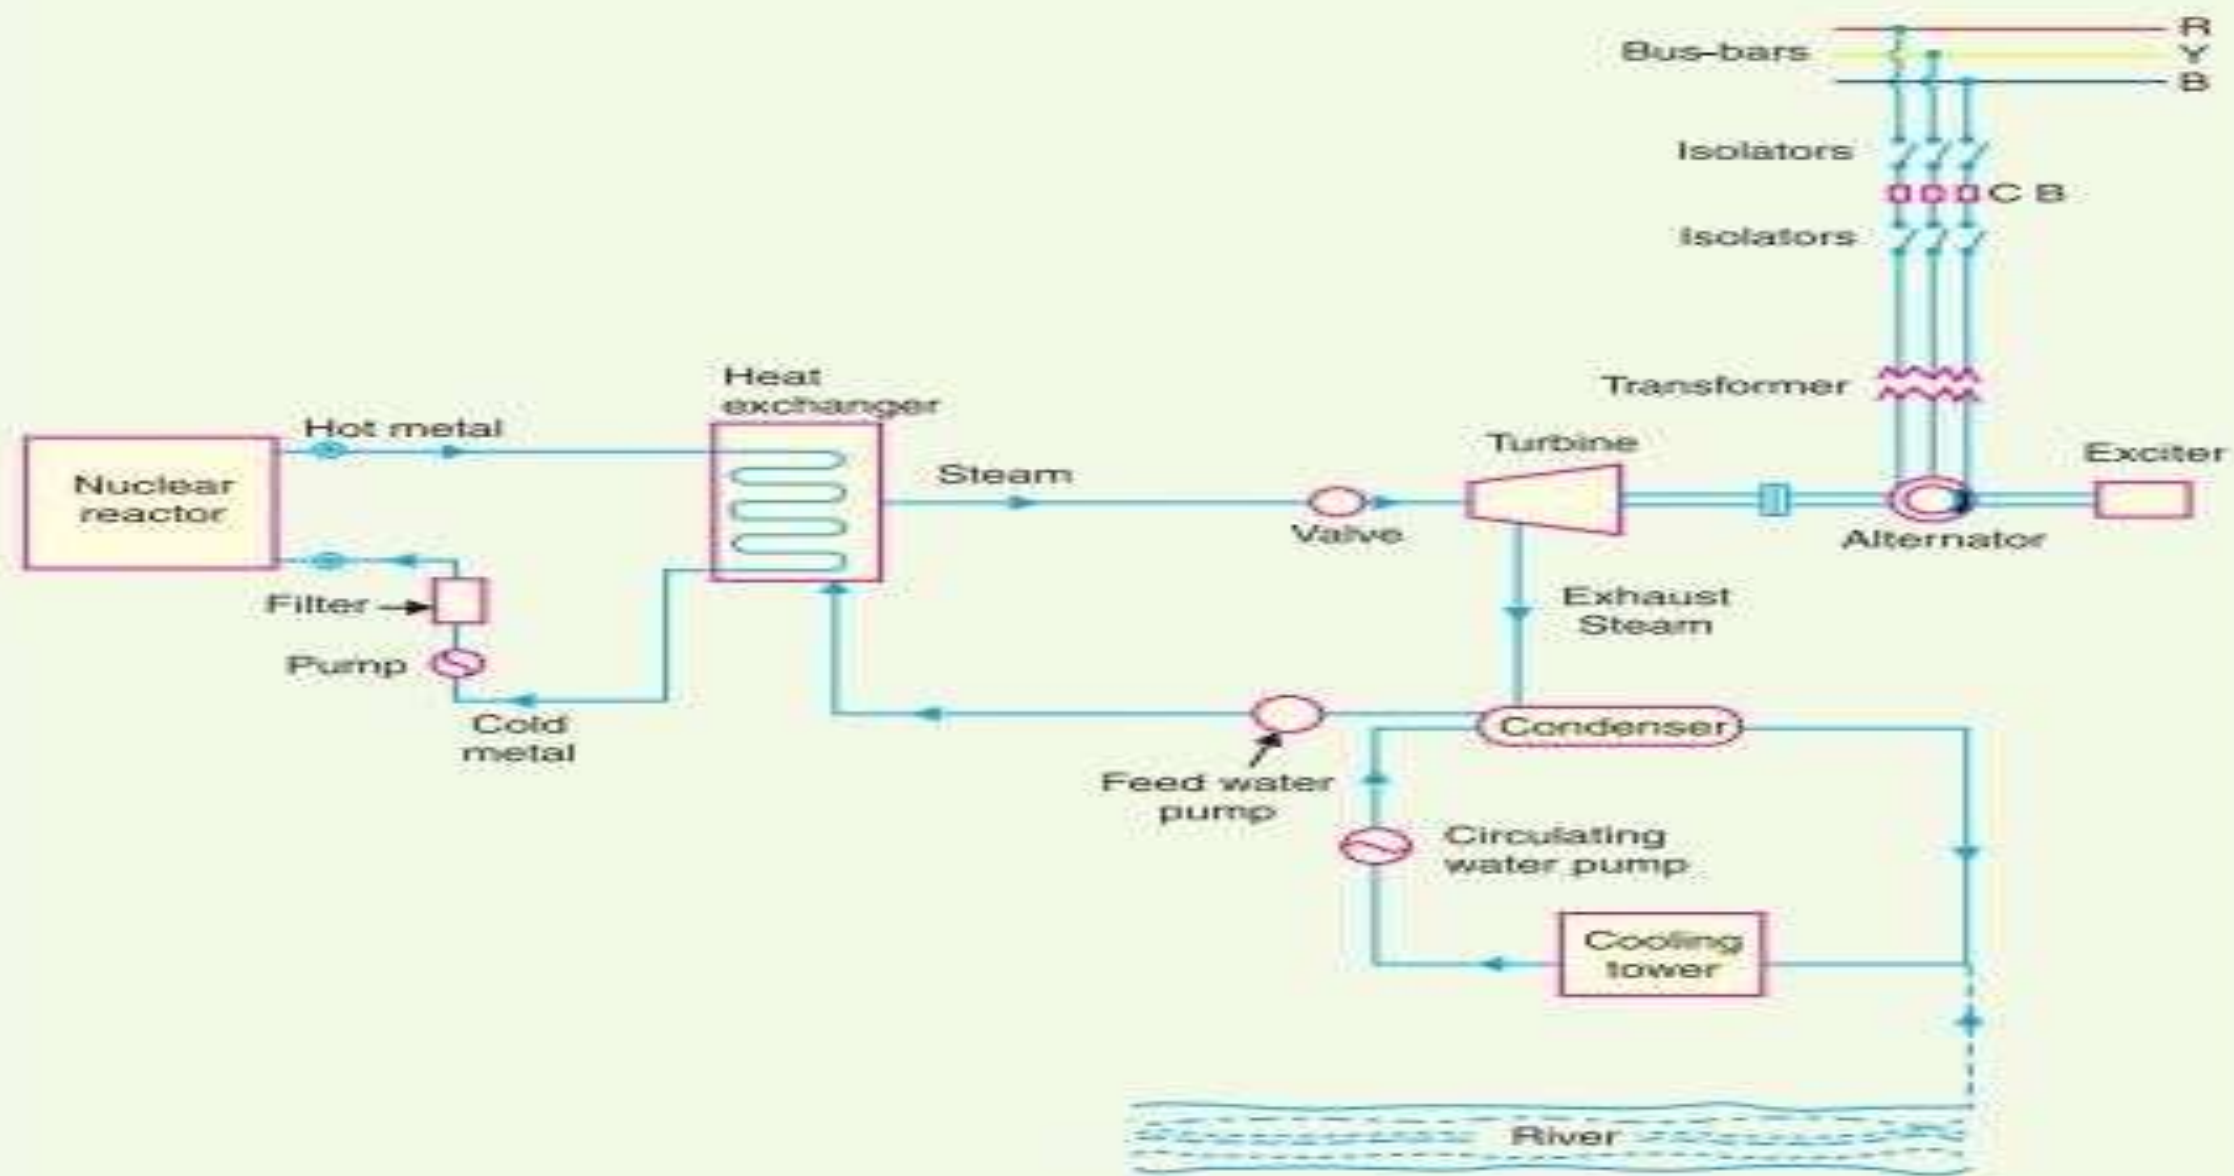 R
Bus-bars
Y
B
Isolators
C B
Isolators
Transformer
Heat
exchanger
Hot metal
Turbine
Exciter
Steam
Nuclear
reactor
Valve
Alternator
Filter
Exhaust
Steam
Pump
Cold
metal
Condenser
Feed water
pump
Circulating
water pump
Cooling
tower
River